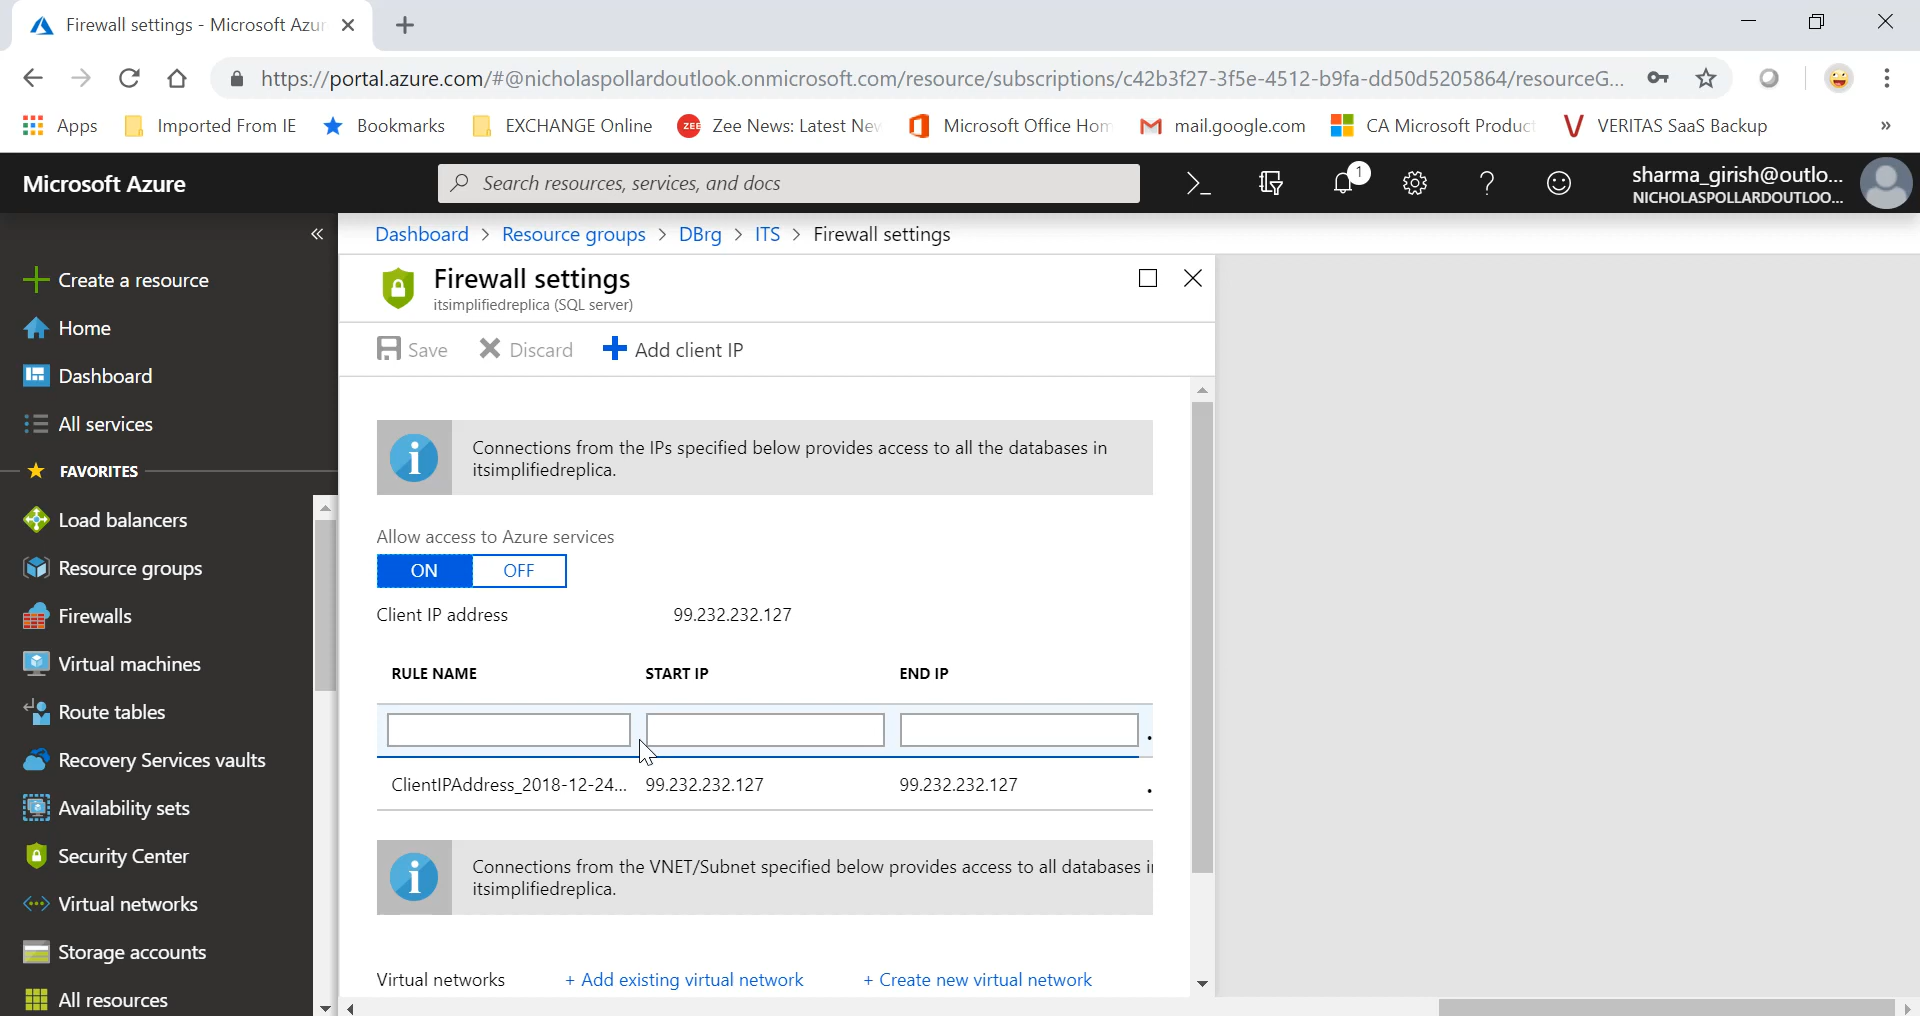 Firewall settings - Microsoft Azu
https://portal.azure.com/#@nicholaspollardoutlook.onmicrosoft.com/resource/subscriptions/c42b3f27-3f5e-4512-b9fa-dd50d5205864/resourceG...
Apps Imported From IE Bookmarks EXCHANGE Online ZEE Zee News: Latest Nev Microsoft Office Hom mail.google.com CA Microsoft Produc VERITAS SaaS Backup »
Microsoft Azure Search resources, services, and docs 1 sharma_girish@outlo...
NICHOLASPOLLARDOUTLOO...
« Dashboard > Resource groups > DBrg > ITS > Firewall settings
Create a resource
Home
Dashboard
All services
FAVORITES
Load balancers
Resource groups
Firewalls
Virtual machines
Route tables
Recovery Services vaults
Availability sets
Security Center
Virtual networks
Storage accounts
All resources
Firewall settings
itsimplifiedreplica (SQL server)
Save Discard Add client IP
Connections from the IPs specified below provides access to all the databases in
itsimplifiedreplica.
Allow access to Azure services
ON OFF
Client IP address 99.232.232.127
RULE NAME START IP END IP
ClientIPAddress_2018-12-24... 99.232.232.127 99.232.232.127
Connections from the VNET/Subnet specified below provides access to all databases i
itsimplifiedreplica.
Virtual networks + Add existing virtual network + Create new virtual network